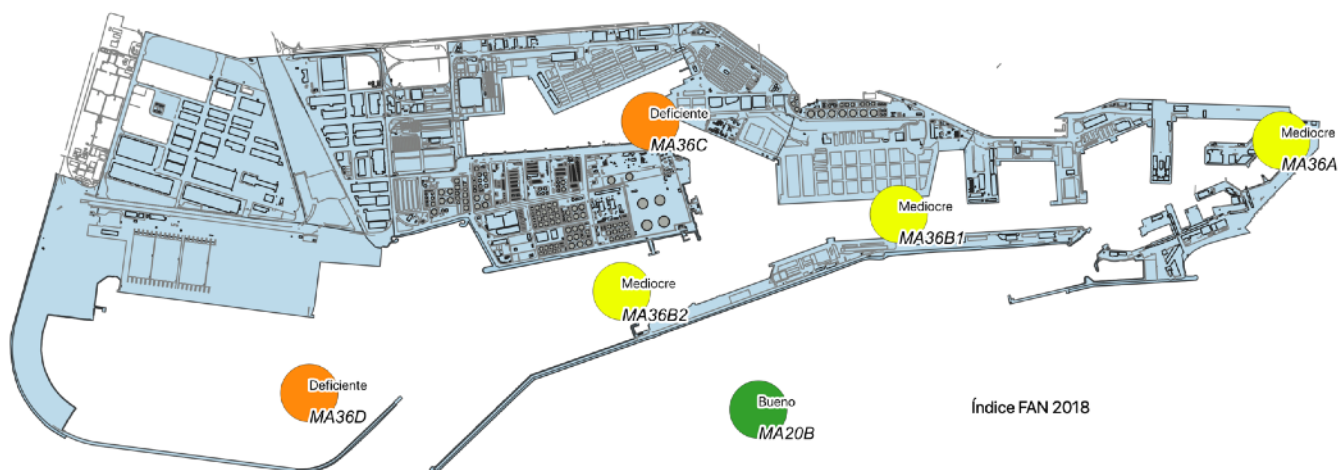 Deficiente
MA36C
Mediocre
MA36A
Mediocre
MA36B1
Mediocre
MA36B2
Deficiente
MA36D
Bueno
MA20B
Índice FAN 2018